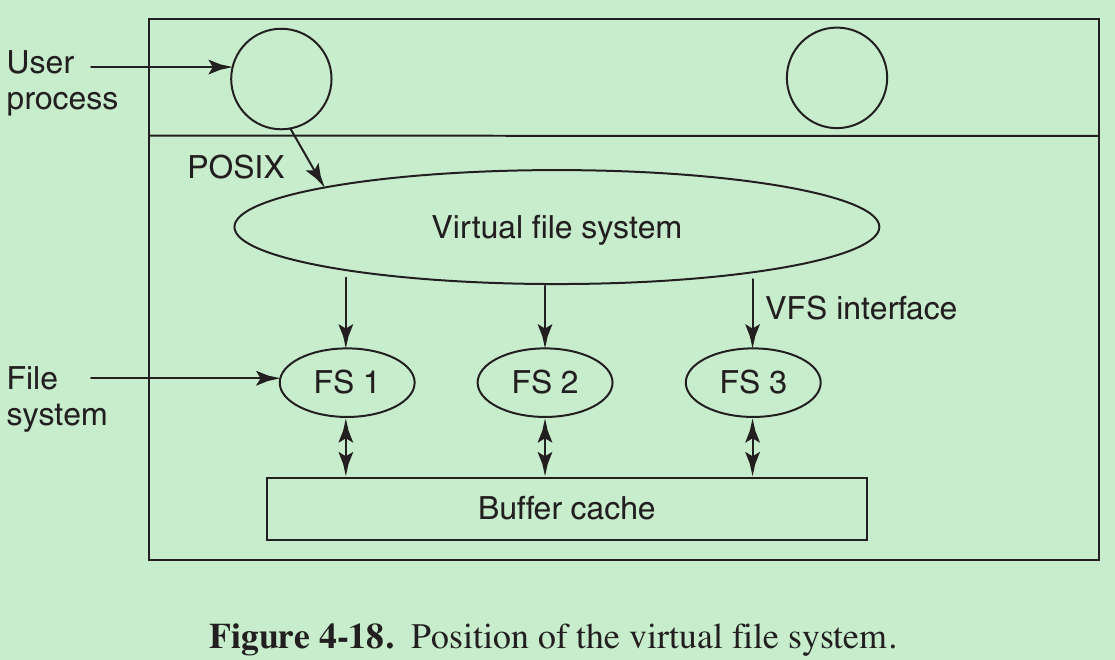 User
process
POSIX
Virtual file system
VFS interface
File
system
FS 1
FS 2
FS 3
Buffer cache
Figure 4-18. Position of the virtual file system.